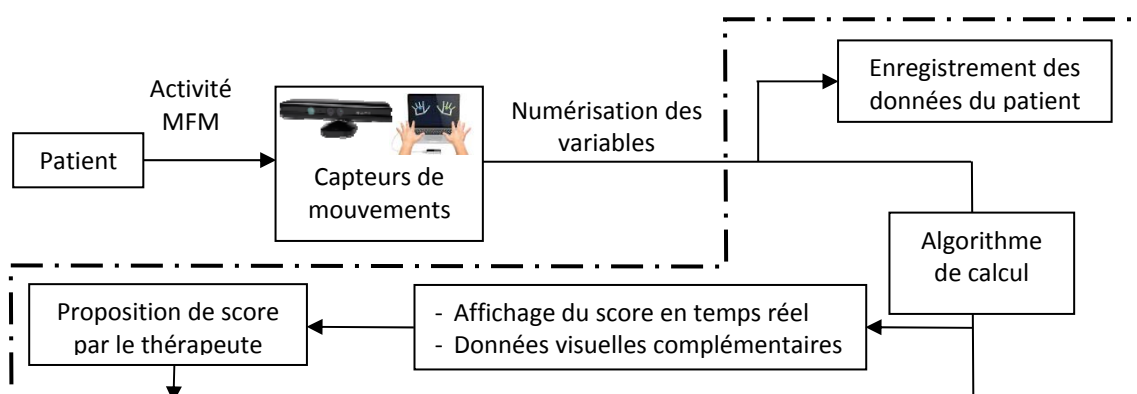 Activité
MFM
Patient
Capteurs de
mouvements
Numérisation des
variables
Enregistrement des
données du patient
Algorithme
de calcul
- Affichage du score en temps réel
- Données visuelles complémentaires
Proposition de score
par le thérapeute